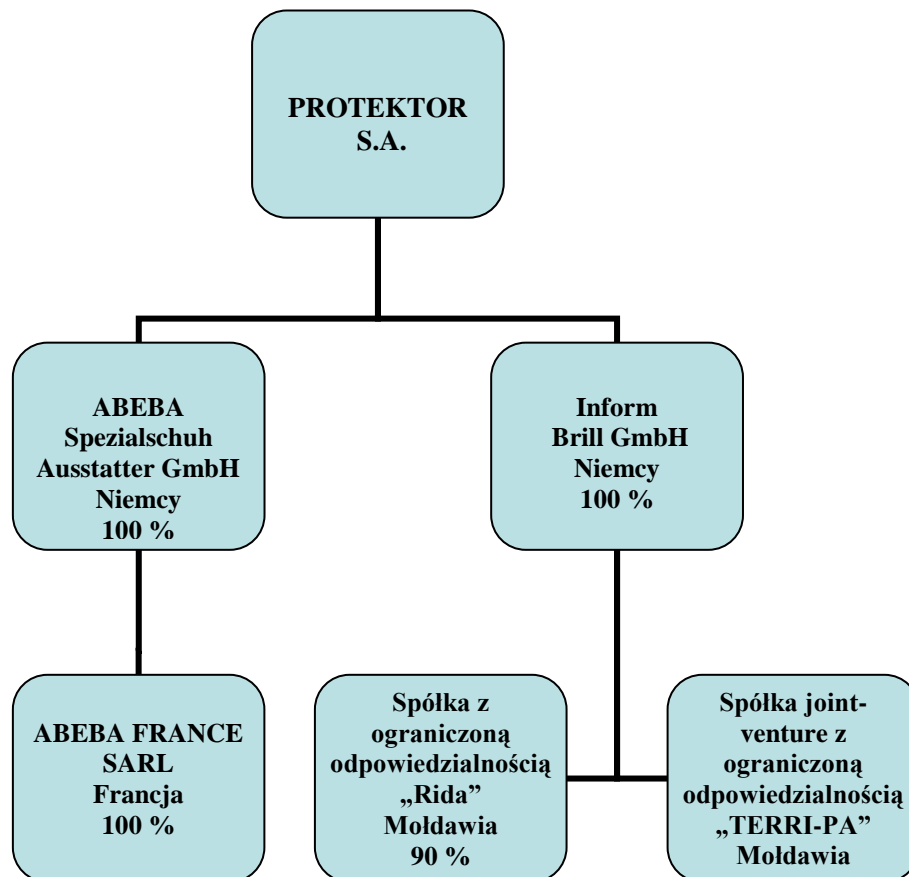 PROTEKTOR
S.A.
ABEBA
Spezialschuh
Ausstatter GmbH
Niemcy
100 %
Inform
Brill GmbH
Niemcy
100 %
ABEBA FRANCE
SARL
Francja
100 %
Spółka z
ograniczoną
odpowiedzialnością
„Rida”
Mołdawia
90 %
Spółka joint-
venture z
ograniczoną
odpowiedzialnością
„TERRI-PA”
Mołdawia